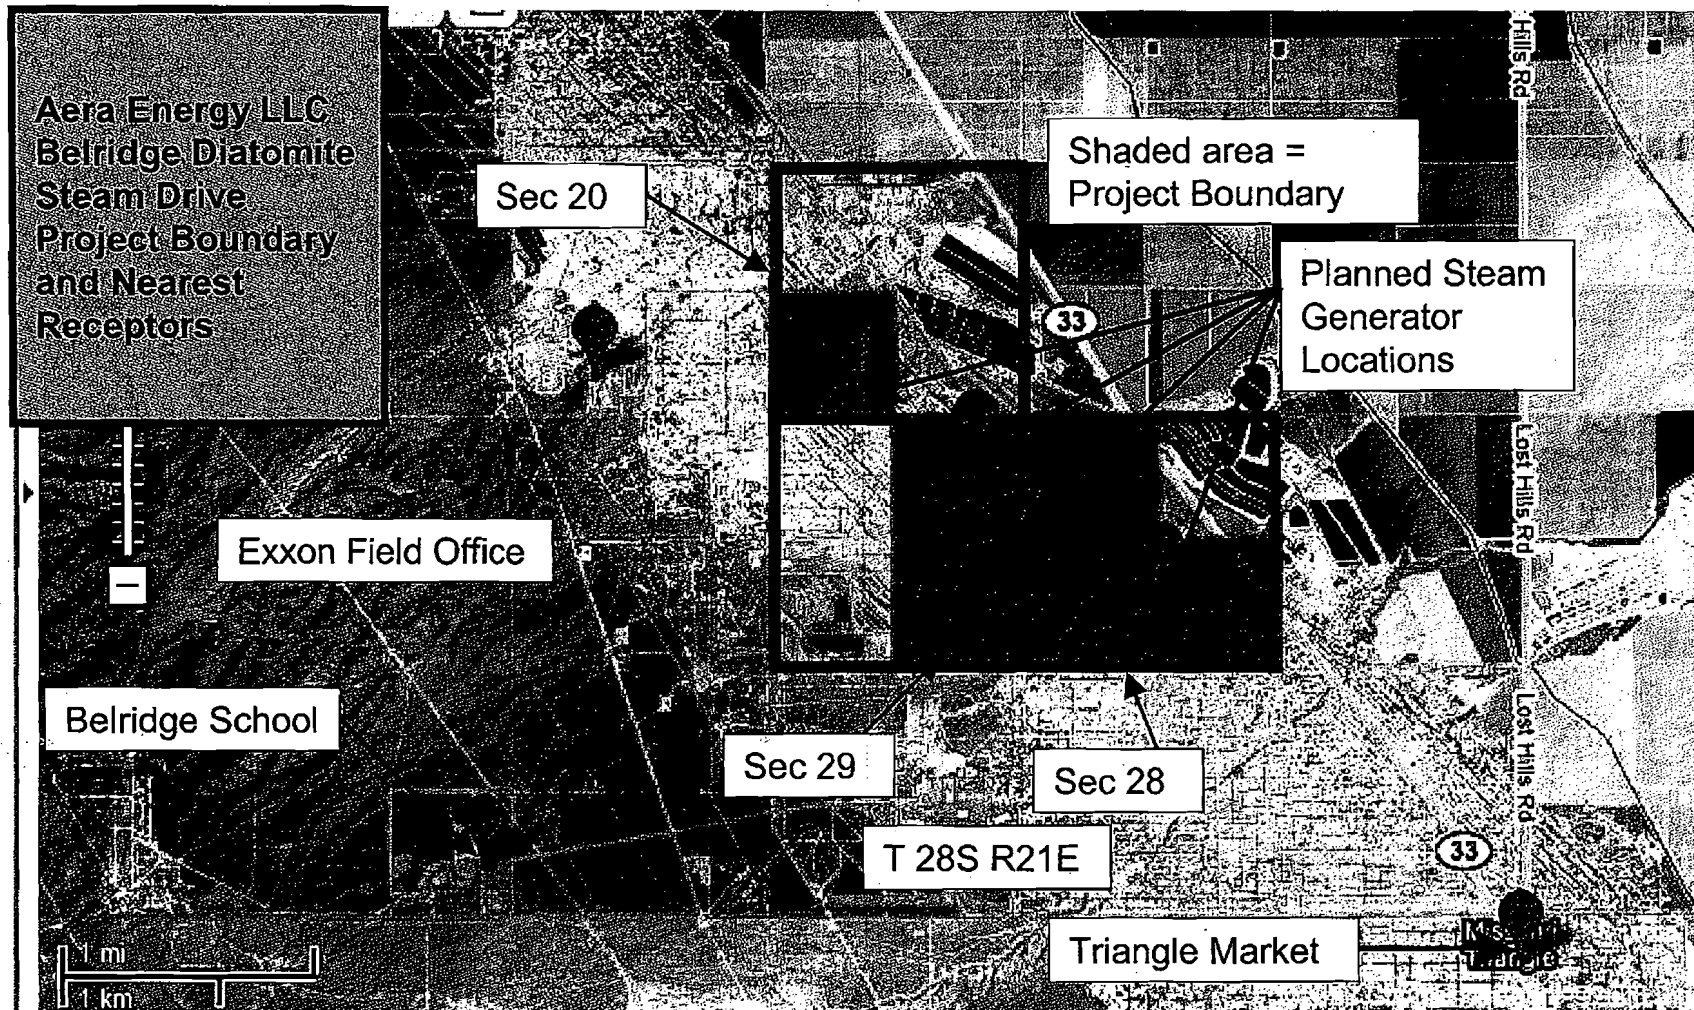 Aera Energy LLC
Belridge Diatomite
Steam Drive
Project Boundary
and Nearest
Receptors
Hills Rd
Shaded area =
Project Boundary
Sec 20
Planned Steam
Generator
Locations
33
Lost Hills Rd
Exxon Field Office
Belridge School
Lost Hills Rd
Sec 29
Sec 28
T 28S R21E
33
Triangle Market
1 mi
1 km